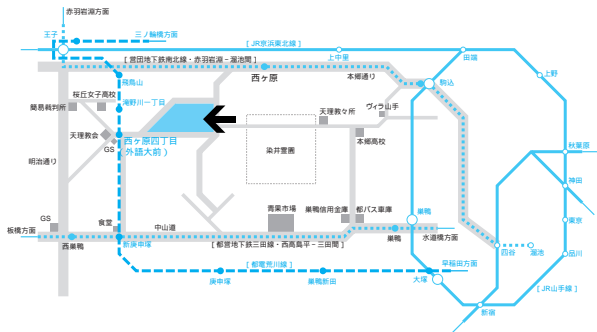 赤羽岩淵方面
王子
三ノ輪橋方面
[ JR京浜東北線 ]
上中里
田端
[ 営団地下鉄南北線・赤羽岩淵 - 溜池間 ]
西ヶ原
本郷通り
駒込
上野
飛鳥山
桜丘女子高校
滝野川一丁目
簡易裁判所
天理教会
GS
西ヶ原四丁目
( 外語大前 )
天理教々所
ヴィラ山手
本郷高校
染井霊園
秋葉原
明治通り
神田
GS
食堂
中山道
青果市場
巣鴨信用金庫
都バス車庫
巣鴨
東京
板橋方面
西巣鴨
新庚申塚
[ 都営地下鉄三田線・西高島平 - 三田間 ]
巣鴨
水道橋方面
四谷
溜池
品川
[ 都電荒川線 ]
早稲田方面
庚申塚
巣鴨新田
大塚
[ JR山手線 ]
新宿